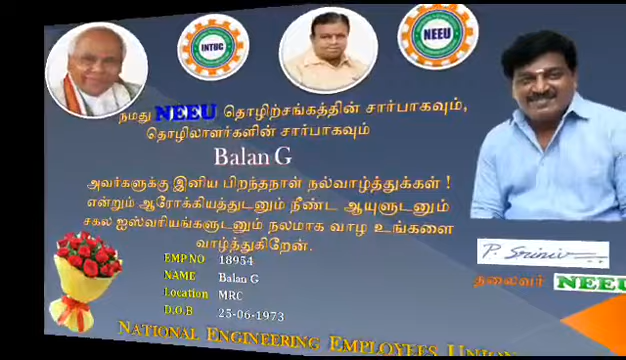 INTUC
NEEU
நமது NEEU தொழிற்சங்கத்தின் சார்பாகவும்,
தொழிலாளர்களின் சார்பாகவும்
Balan G
அவர்களுக்கு இனிய பிறந்தநாள் நல்வாழ்த்துக்கள் !
என்றும் ஆரோக்கியத்துடனும் நீண்ட ஆயுளுடனும்
சகல ஐஸ்வரியங்களுடனும் நலமாக வாழ உங்களை
வாழ்த்துகிறேன்.
EMP NO 18954
NAME Balan G
Location MRC
D.O.B 25-06-1973
P. Sriniv
தலைவர் NEEU
NATIONAL ENGINEERING EMPLOYEES UNION